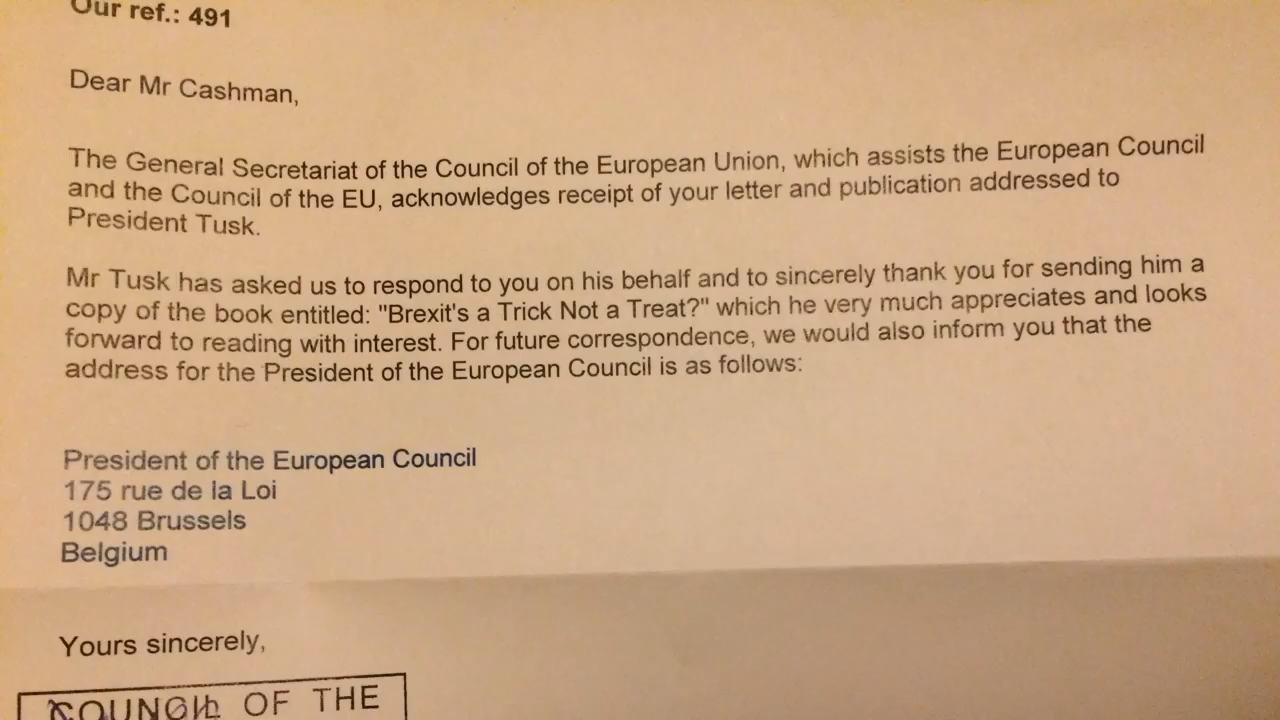 Our ref.: 491
Dear Mr Cashman,
The General Secretariat of the Council of the European Union, which assists the European Council
and the Council of the EU, acknowledges receipt of your letter and publication addressed to
President Tusk.
Mr Tusk has asked us to respond to you on his behalf and to sincerely thank you for sending him a
copy of the book entitled: "Brexit's a Trick Not a Treat?" which he very much appreciates and looks
forward to reading with interest. For future correspondence, we would also inform you that the
address for the President of the European Council is as follows:
President of the European Council
175 rue de la Loi
1048 Brussels
Belgium
Yours sincerely,
COUNCIL OF THE